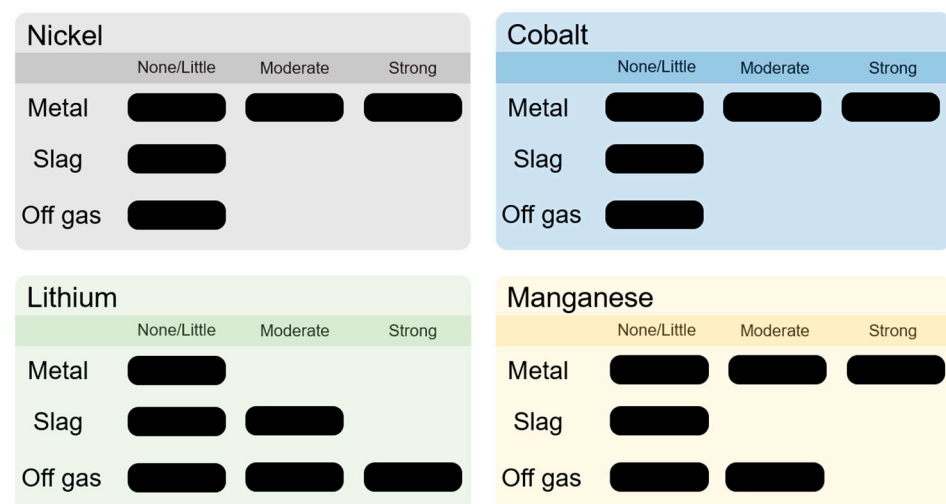 Nickel
None/Little Moderate Strong
Metal
Slag
Off gas
Cobalt
None/Little Moderate Strong
Metal
Slag
Off gas
Lithium
None/Little Moderate Strong
Metal
Slag
Off gas
Manganese
None/Little Moderate Strong
Metal
Slag
Off gas